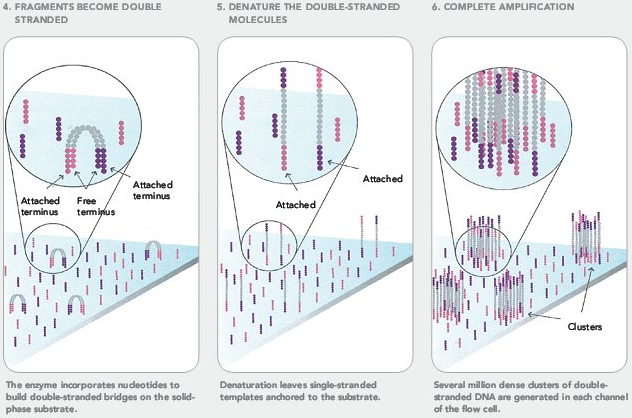 4. FRAGMENTS BECOME DOUBLE
STRANDED
Attached
terminus
Free
terminus
Attached
terminus
The enzyme incorporates nucleotides to
build double-stranded bridges on the solid-
phase substrate.
5. DENATURE THE DOUBLE-STRANDED
MOLECULES
Attached
Attached
Denaturation leaves single-stranded
templates anchored to the substrate.
6. COMPLETE AMPLIFICATION
Clusters
Several million dense clusters of double-
stranded DNA are generated in each channel
of the flow cell.